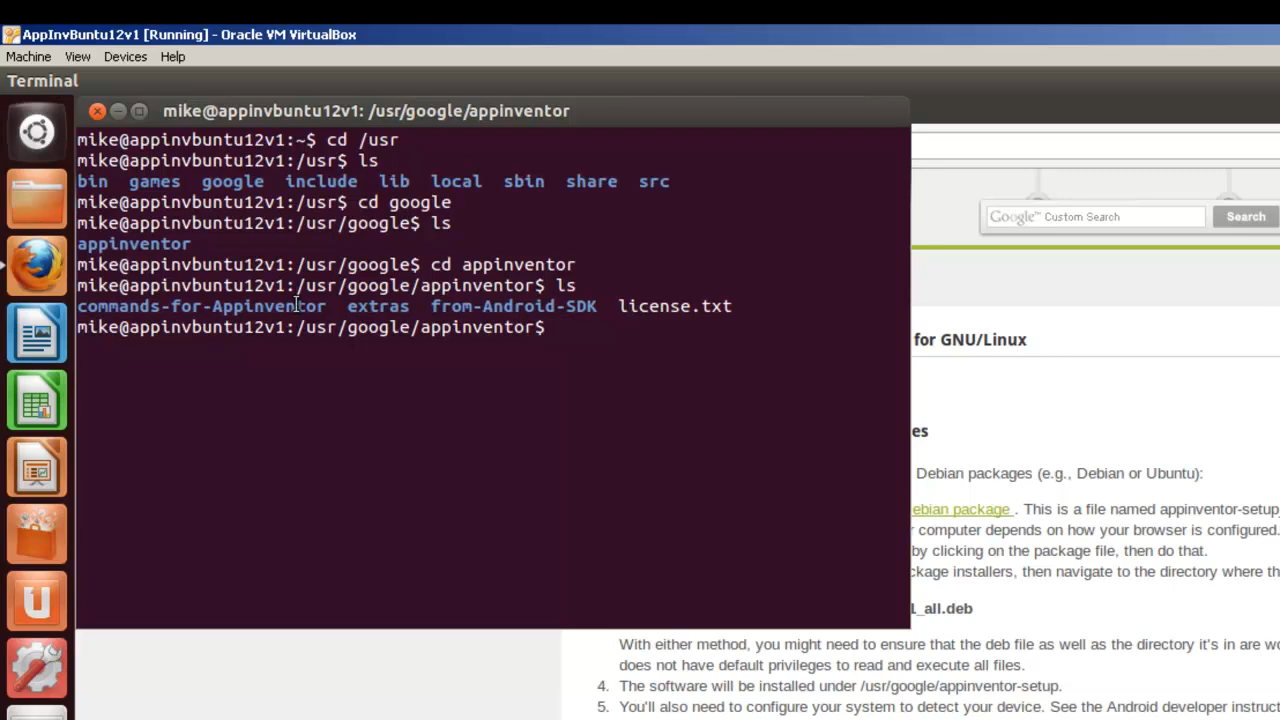 AppInvBuntu12v1 [Running] - Oracle VM VirtualBox
Machine View Devices Help
Terminal
mike@appinvbuntu12v1: /usr/google/appinventor
mike@appinvbuntu12v1:~$ cd /usr
mike@appinvbuntu12v1:/usr$ ls
bin games google include lib local sbin share src
mike@appinvbuntu12v1:/usr$ cd google
mike@appinvbuntu12v1:/usr/google$ ls
appinventor
mike@appinvbuntu12v1:/usr/google$ cd appinventor
mike@appinvbuntu12v1:/usr/google/appinventor$ ls
commands-for-Appinventor extras from-Android-SDK license.txt
mike@appinvbuntu12v1:/usr/google/appinventor$
Google™ Custom Search Search
for GNU/Linux
es
Debian packages (e.g., Debian or Ubuntu):
ebian package . This is a file named appinventor-setup_
r computer depends on how your browser is configured.
by clicking on the package file, then do that.
ckage installers, then navigate to the directory where th
1_all.deb
With either method, you might need to ensure that the deb file as well as the directory it's in are wo
does not have default privileges to read and execute all files.
4. The software will be installed under /usr/google/appinventor-setup.
5. You'll also need to configure your system to detect your device. See the Android developer instruct